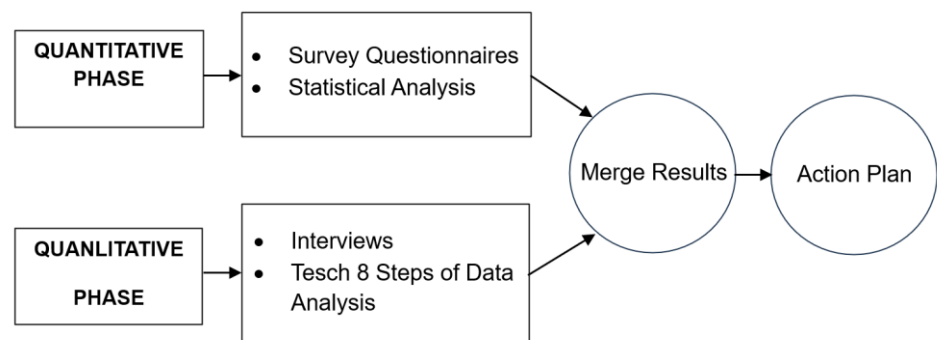 QUANTITATIVE
PHASE
• Survey Questionnaires
• Statistical Analysis
Merge Results
Action Plan
QUANLITATIVE
PHASE
• Interviews
• Tesch 8 Steps of Data
Analysis